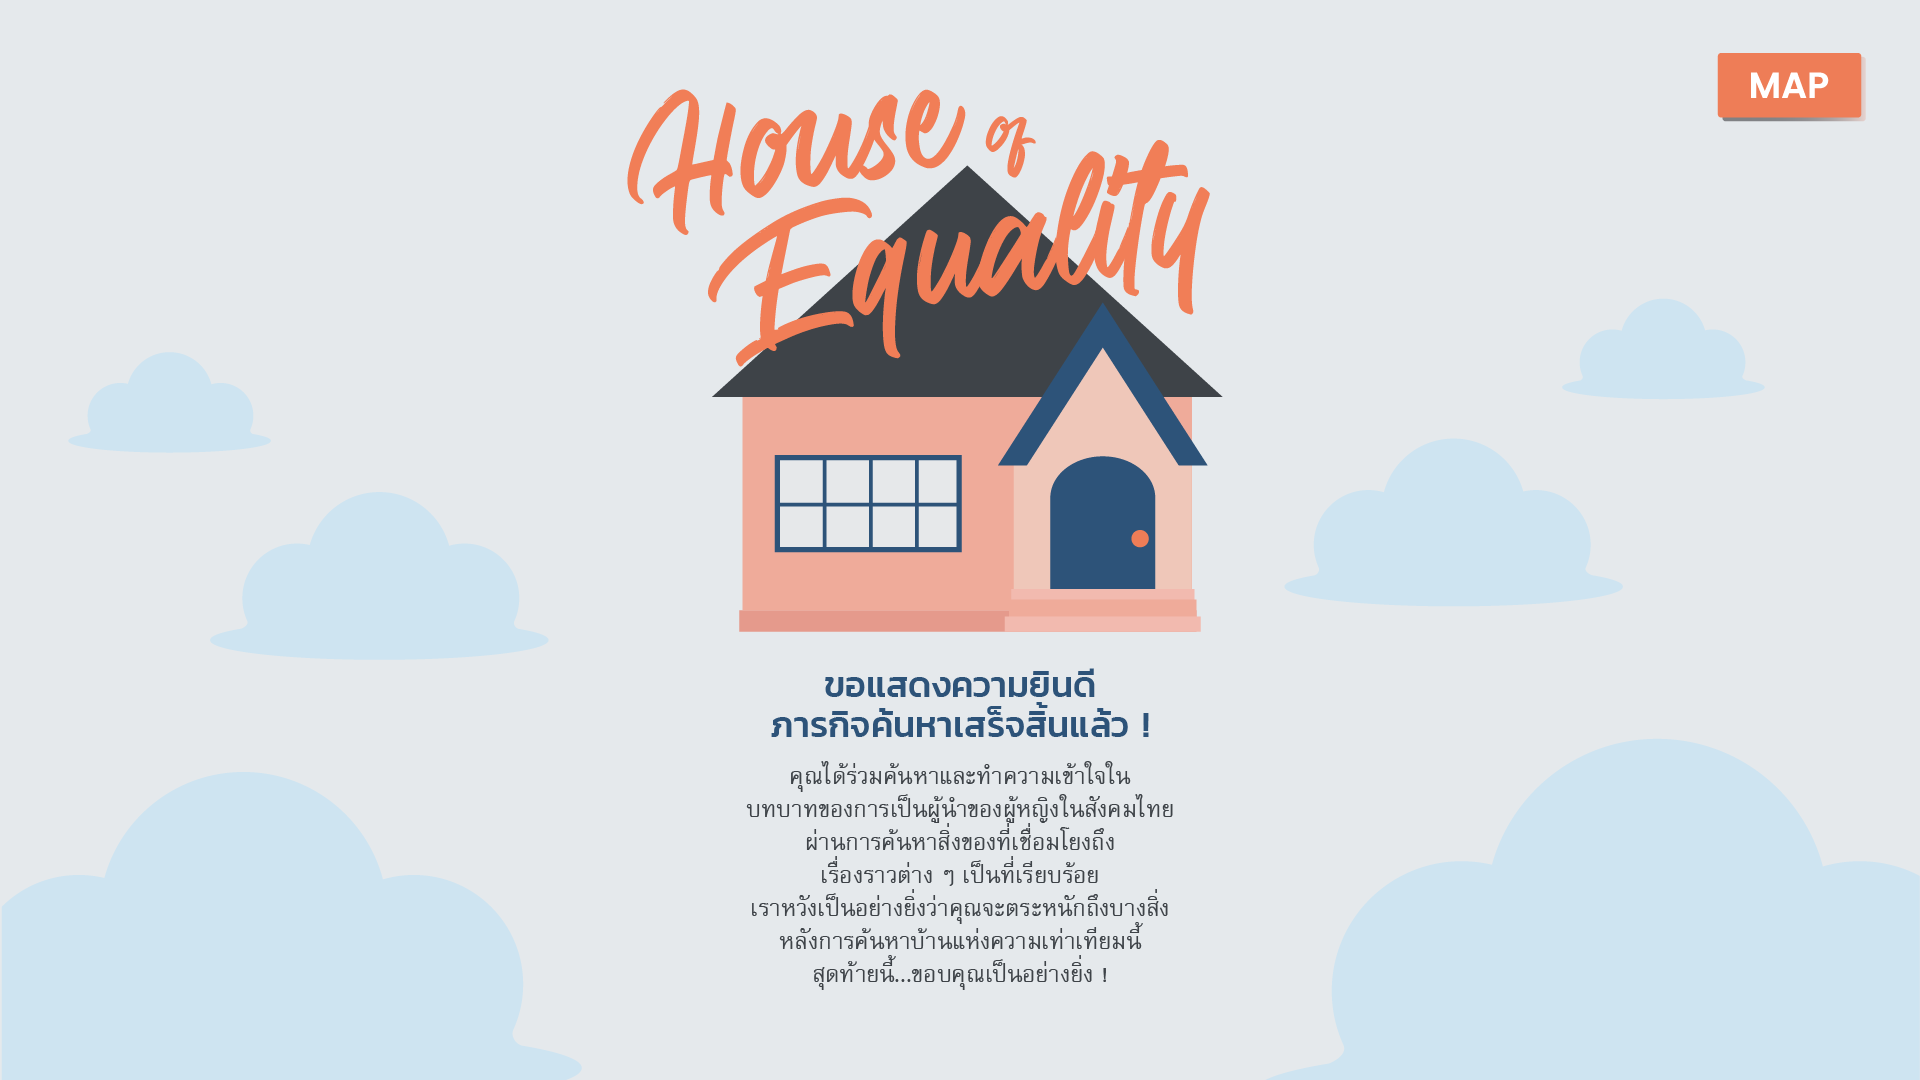 MAP
House of
Equality
ขอแสดงความยินดี
ภารกิจค้นหาเสร็จสิ้นแล้ว !
คุณได้ร่วมค้นหาและทำความเข้าใจใน
บทบาทของการเป็นผู้นำของผู้หญิงในสังคมไทย
ผ่านการค้นหาสิ่งของที่เชื่อมโยงถึง
เรื่องราวต่าง ๆ เป็นที่เรียบร้อย
เราหวังเป็นอย่างยิ่งว่าคุณจะตระหนักถึงบางสิ่ง
หลังการค้นหาบ้านแห่งความเท่าเทียมนี้
สุดท้ายนี้...ขอบคุณเป็นอย่างยิ่ง !